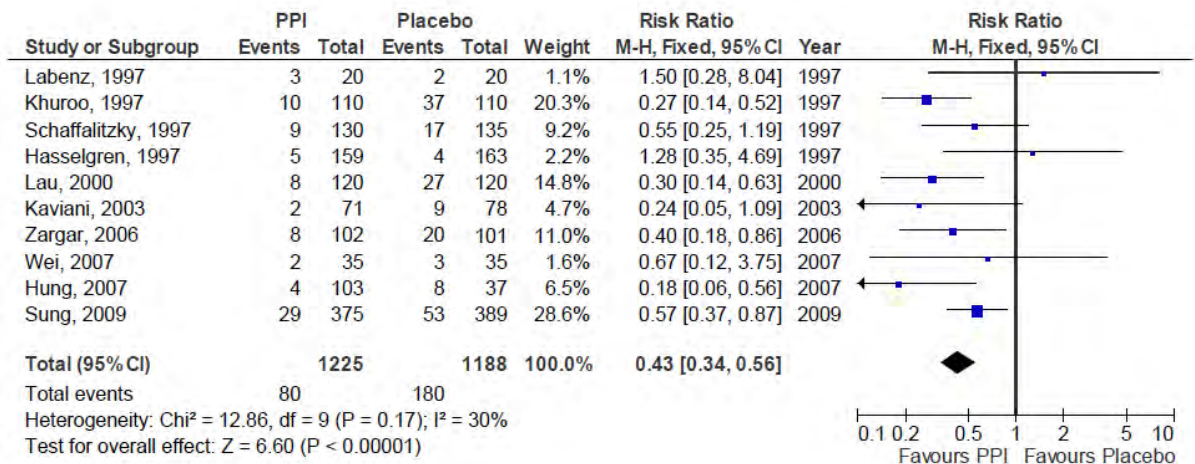 PPI Placebo Risk Ratio Risk Ratio
Study or Subgroup Events Total Events Total Weight M-H, Fixed, 95% CI Year M-H, Fixed, 95% CI
Labenz, 1997 3 20 2 20 1.1% 1.50 [0.28, 8.04] 1997
Khuroo, 1997 10 110 37 110 20.3% 0.27 [0.14, 0.52] 1997
Schaffalitzky, 1997 9 130 17 135 9.2% 0.55 [0.25, 1.19] 1997
Hasselgren, 1997 5 159 4 163 2.2% 1.28 [0.35, 4.69] 1997
Lau, 2000 8 120 27 120 14.8% 0.30 [0.14, 0.63] 2000
Kaviani, 2003 2 71 9 78 4.7% 0.24 [0.05, 1.09] 2003
Zargar, 2006 8 102 20 101 11.0% 0.40 [0.18, 0.86] 2006
Wei, 2007 2 35 3 35 1.6% 0.67 [0.12, 3.75] 2007
Hung, 2007 4 103 8 37 6.5% 0.18 [0.06, 0.56] 2007
Sung, 2009 29 375 53 389 28.6% 0.57 [0.37, 0.87] 2009
Total (95% CI) 1225 1188 100.0% 0.43 [0.34, 0.56]
Total events 80 180
Heterogeneity: Chi² = 12.86, df = 9 (P = 0.17); I² = 30%
Test for overall effect: Z = 6.60 (P < 0.00001)
0.1 0.2 0.5 1 2 5 10
Favours PPI Favours Placebo